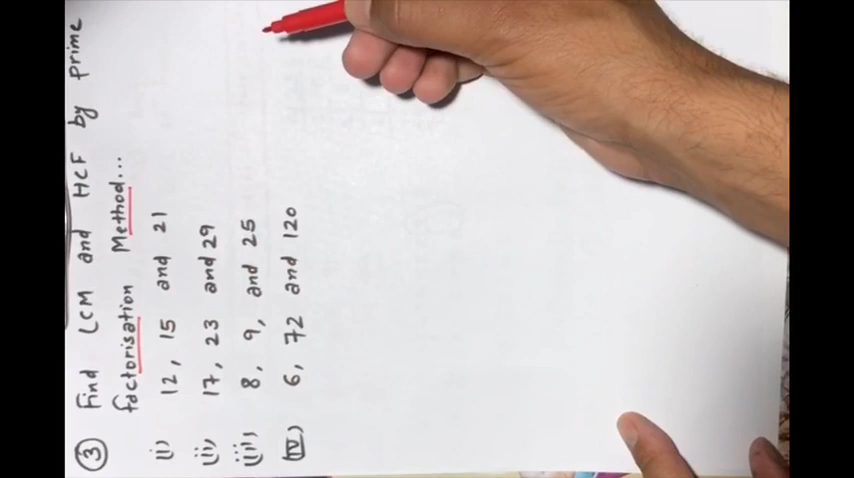 ③ Find LCM and HCF by prime
factorisation Method...
(i) 12, 15 and 21
(ii) 17, 23 and 29
(iii) 8, 9, and 25
(IV) 6, 72 and 120